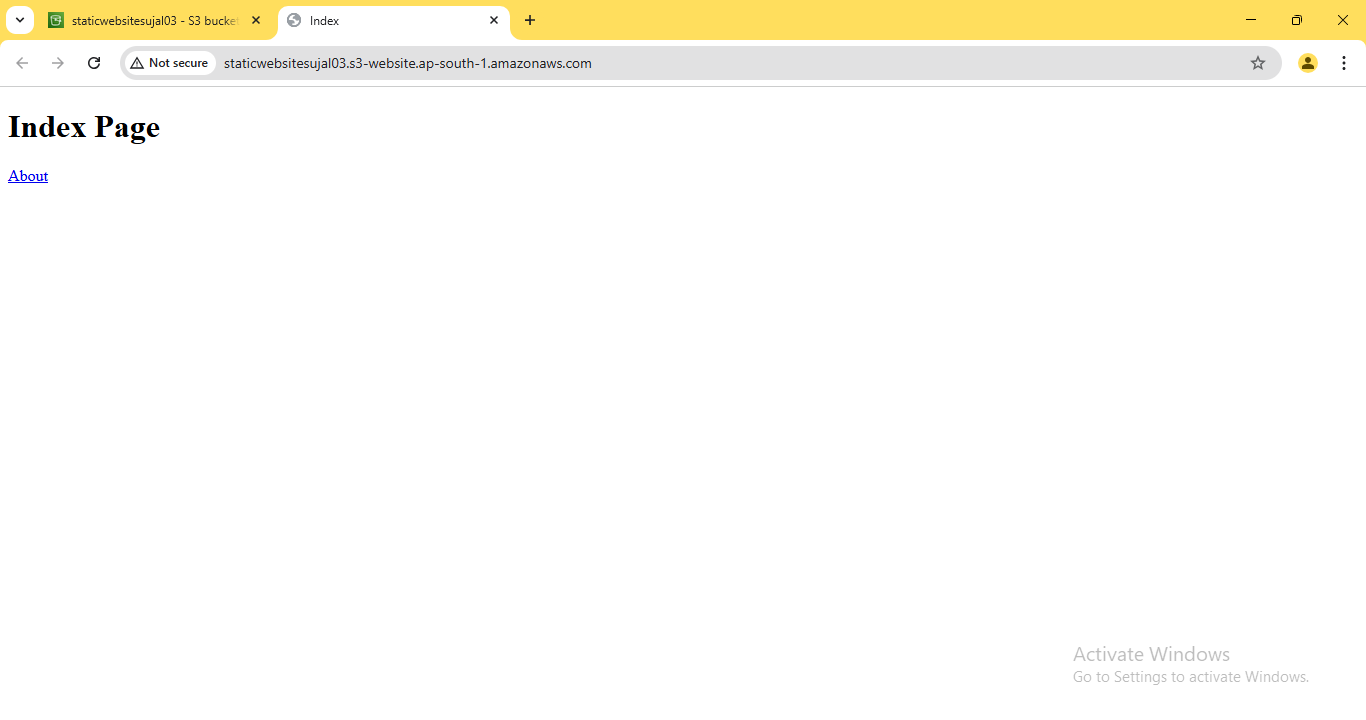 staticwebsitesujal03 - S3 bucket
Index
Not secure
staticwebsitesujal03.s3-website.ap-south-1.amazonaws.com
Index Page
About
Activate Windows
Go to Settings to activate Windows.